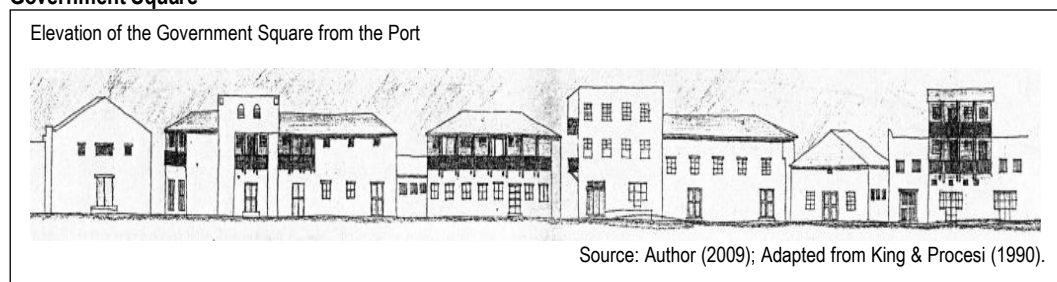 Government Square
Elevation of the Government Square from the Port
Source: Author (2009); Adapted from King & Procesi (1990).